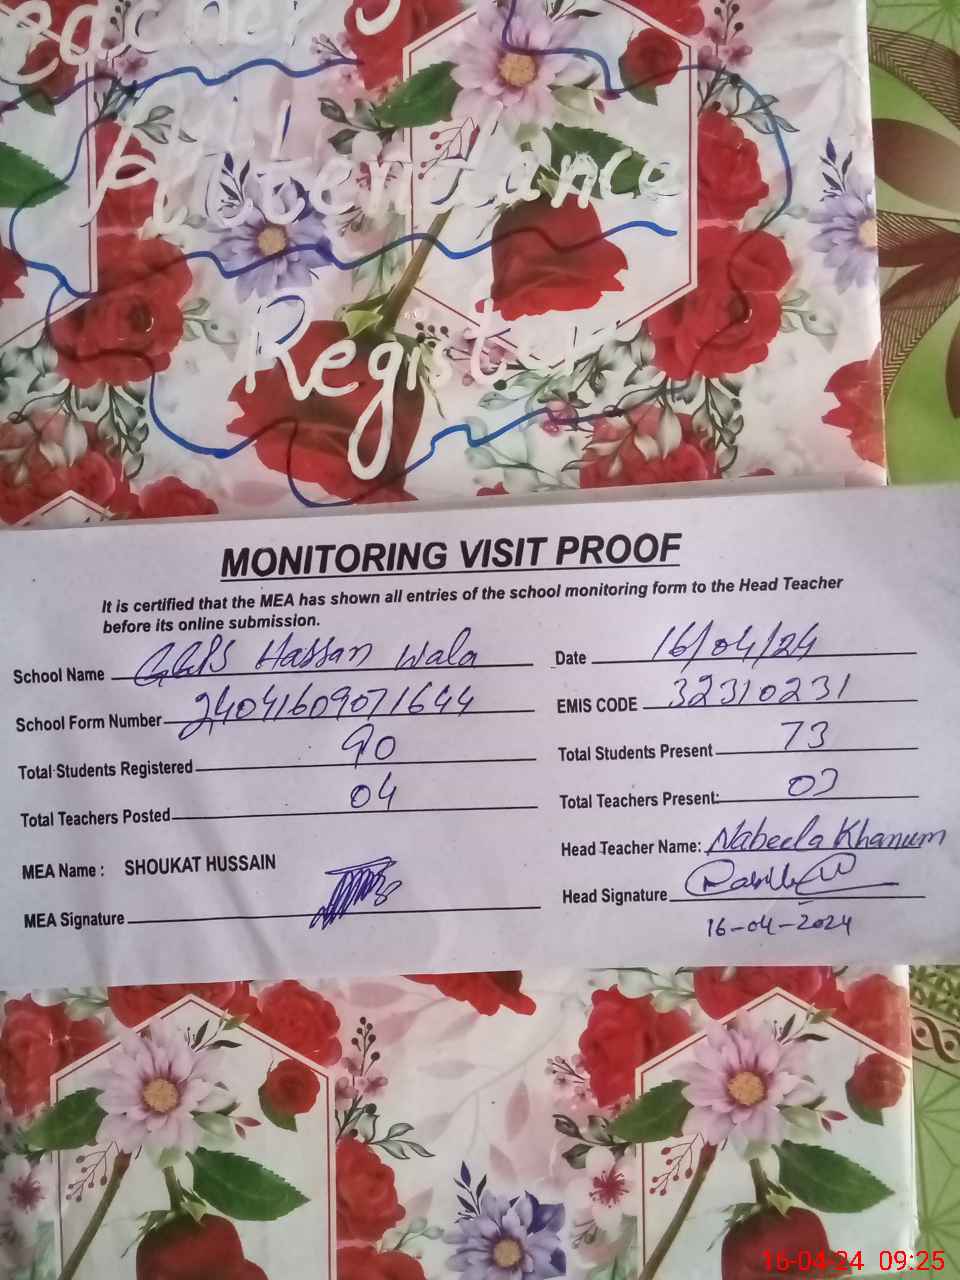 Teacher's
Attendance
Register
MONITORING VISIT PROOF
It is certified that the MEA has shown all entries of the school monitoring form to the Head Teacher
before its online submission.
School Name GGPS Hassan Wala Date 16/04/24
School Form Number 24041609071644 EMIS CODE 32310231
Total Students Registered 90 Total Students Present 73
Total Teachers Posted 04 Total Teachers Present: 03
MEA Name : SHOUKAT HUSSAIN Head Teacher Name: Nabeela Khanum
MEA Signature Head Signature
16-04-2024
16-04-24 09:25